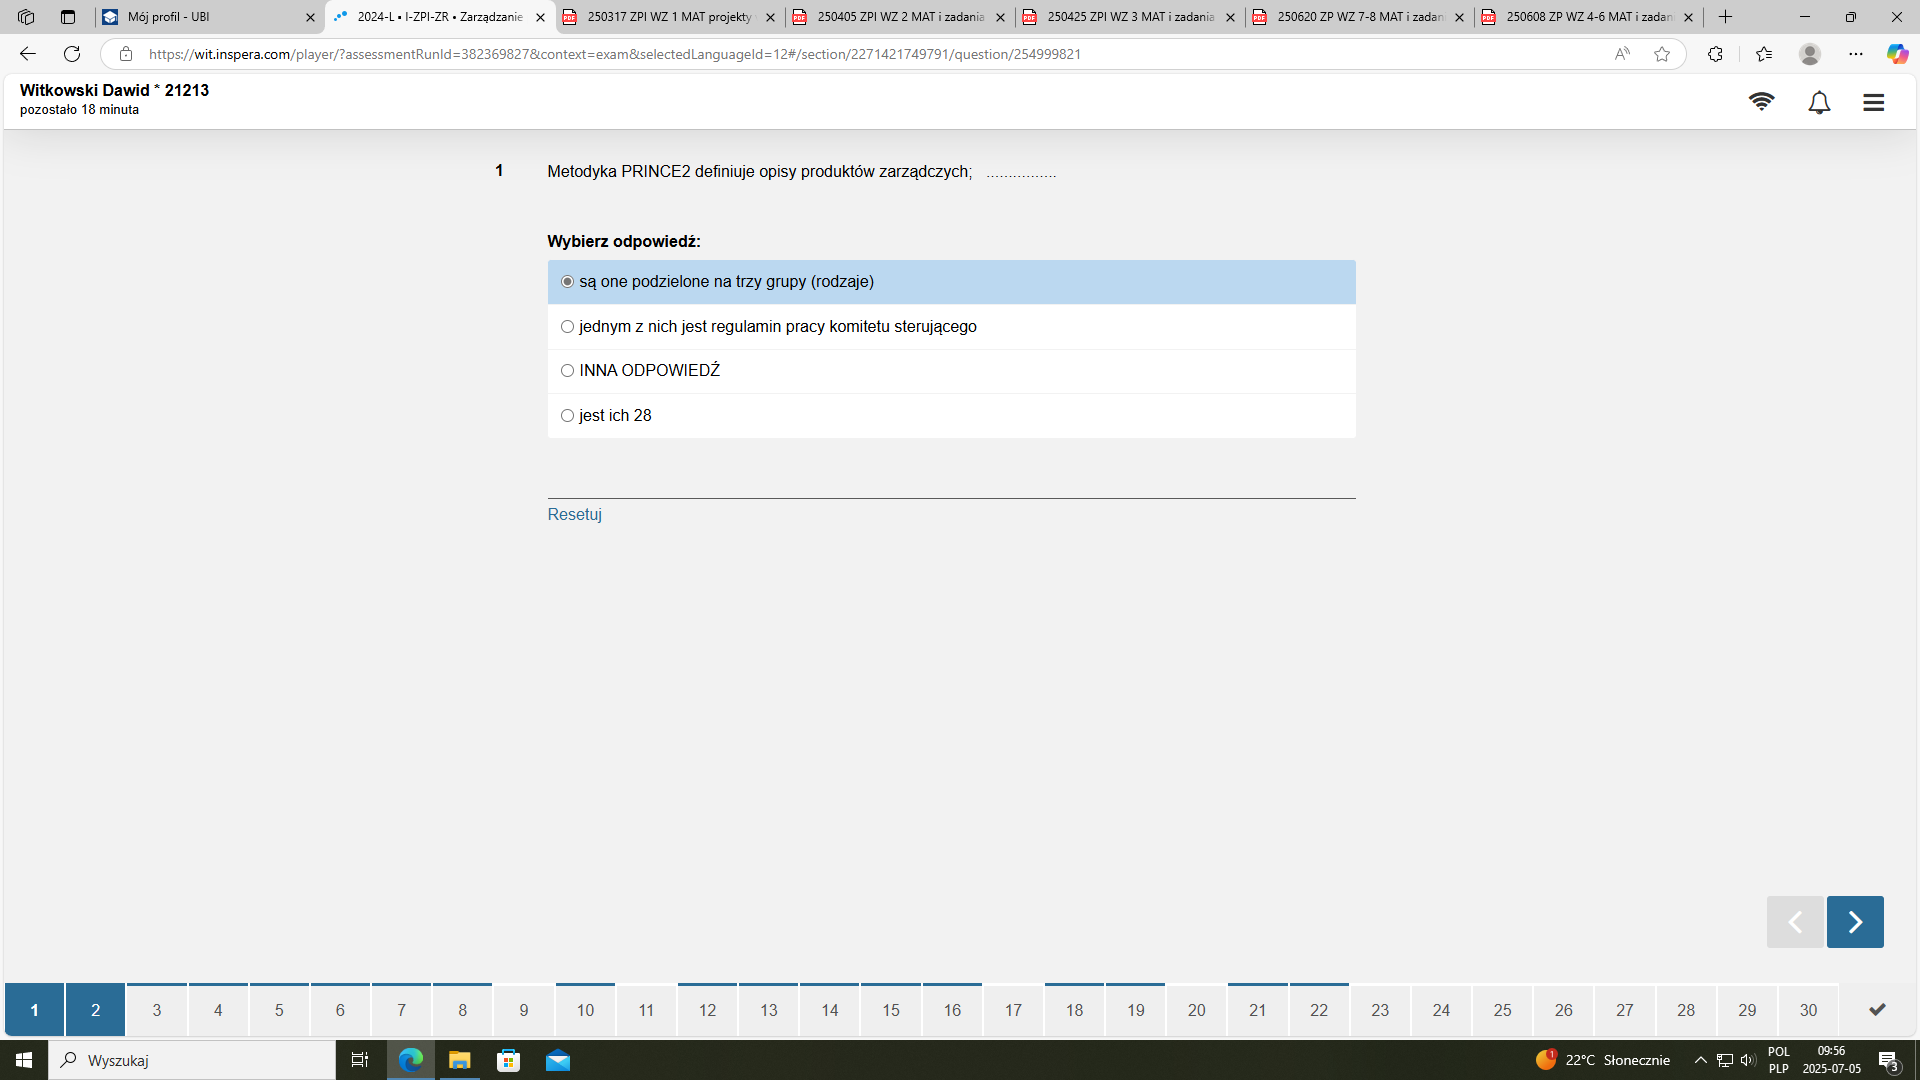 Mój profil - UBI
2024-L • I-ZPI-ZR • Zarządzanie
250317 ZPI WZ 1 MAT projekty
250405 ZPI WZ 2 MAT i zadania
250425 ZPI WZ 3 MAT i zadania
250620 ZP WZ 7-8 MAT i zadan
250608 ZP WZ 4-6 MAT i zadan
https://wit.inspera.com/player/?assessmentRunId=382369827&context=exam&selectedLanguageId=12#/section/2271421749791/question/254999821
Witkowski Dawid * 21213
pozostało 18 minuta
1 Metodyka PRINCE2 definiuje opisy produktów zarządczych; ................
Wybierz odpowiedź:
są one podzielone na trzy grupy (rodzaje)
jednym z nich jest regulamin pracy komitetu sterującego
INNA ODPOWIEDŹ
jest ich 28
Resetuj
1 2 3 4 5 6 7 8 9 10 11 12 13 14 15 16 17 18 19 20 21 22 23 24 25 26 27 28 29 30
Wyszukaj
1
22°C Słonecznie
POL
PLP
09:56
2025-07-05
3